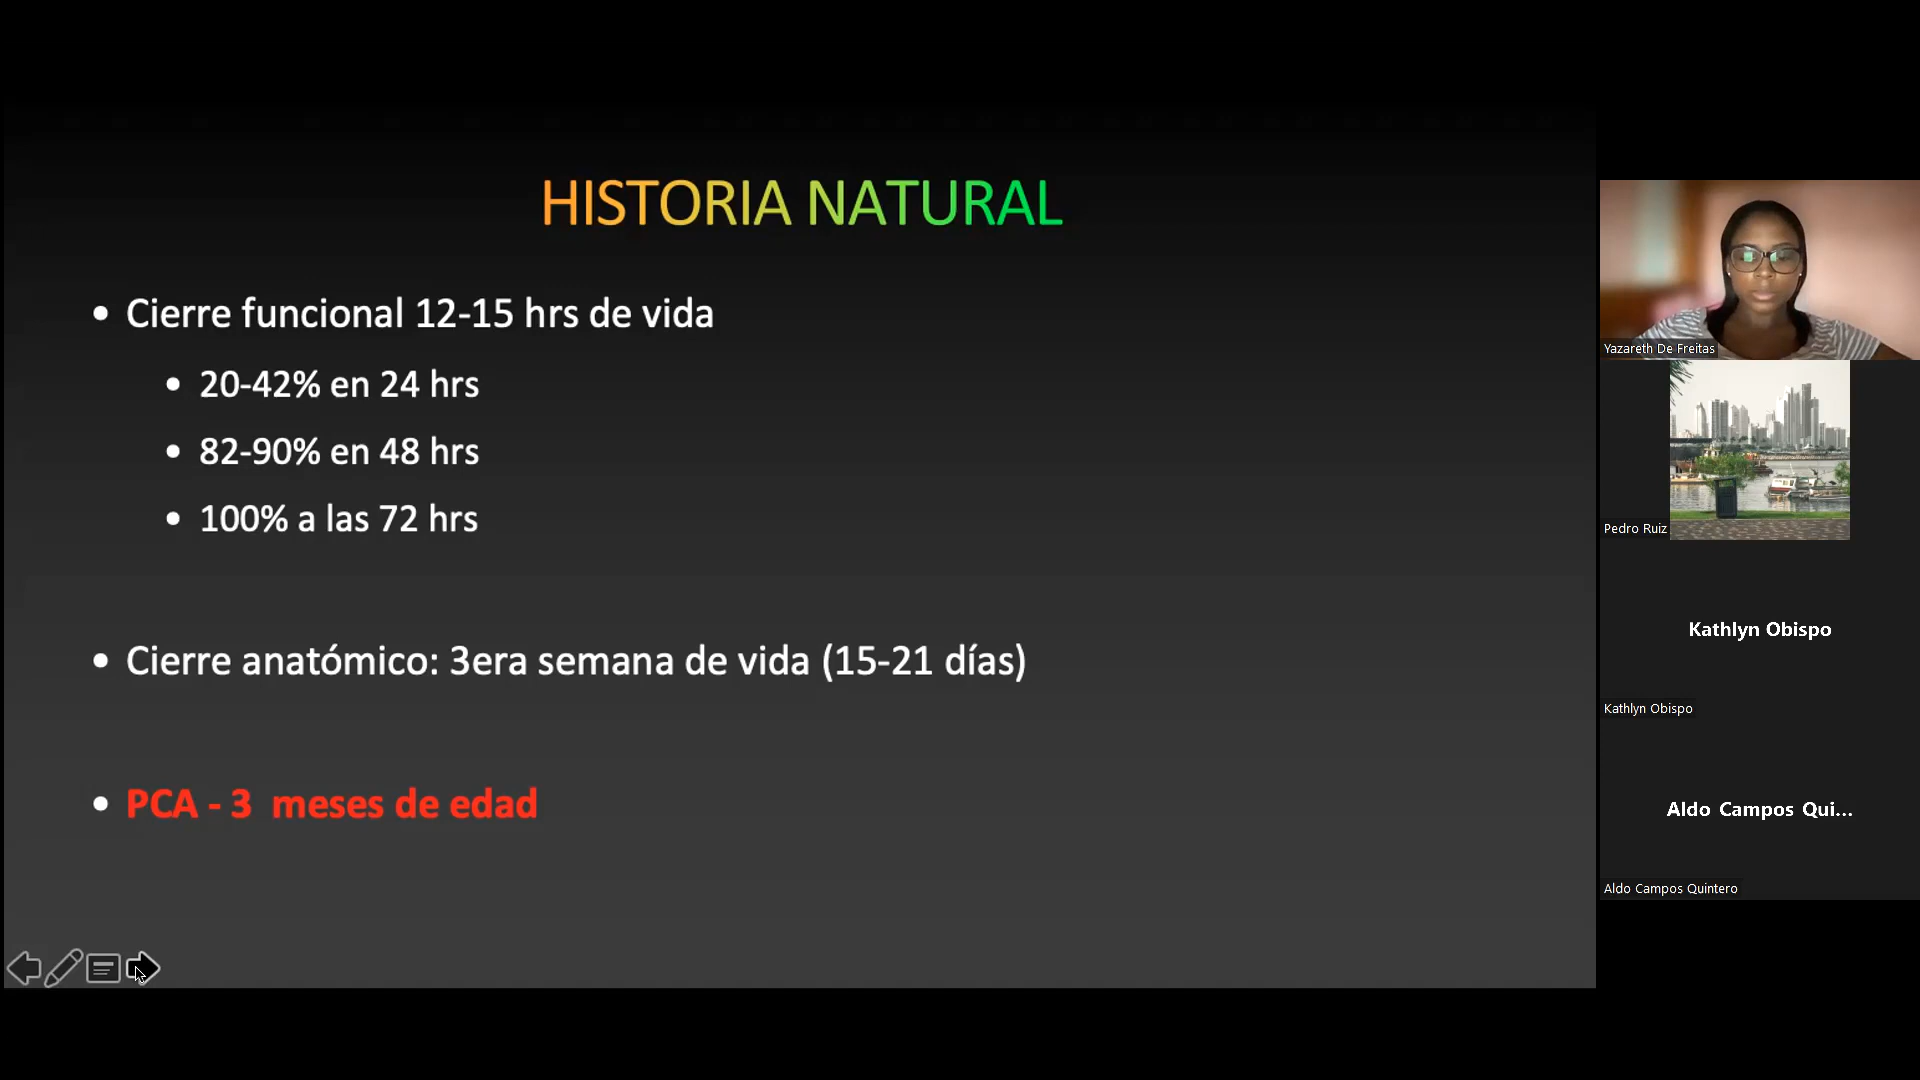 HISTORIA NATURAL
• Cierre funcional 12-15 hrs de vida
• 20-42% en 24 hrs
• 82-90% en 48 hrs
• 100% a las 72 hrs
• Cierre anatómico: 3era semana de vida (15-21 días)
• PCA - 3 meses de edad
Yazareth De Freitas
Pedro Ruiz
Kathlyn Obispo
Kathlyn Obispo
Aldo Campos Qui...
Aldo Campos Quintero